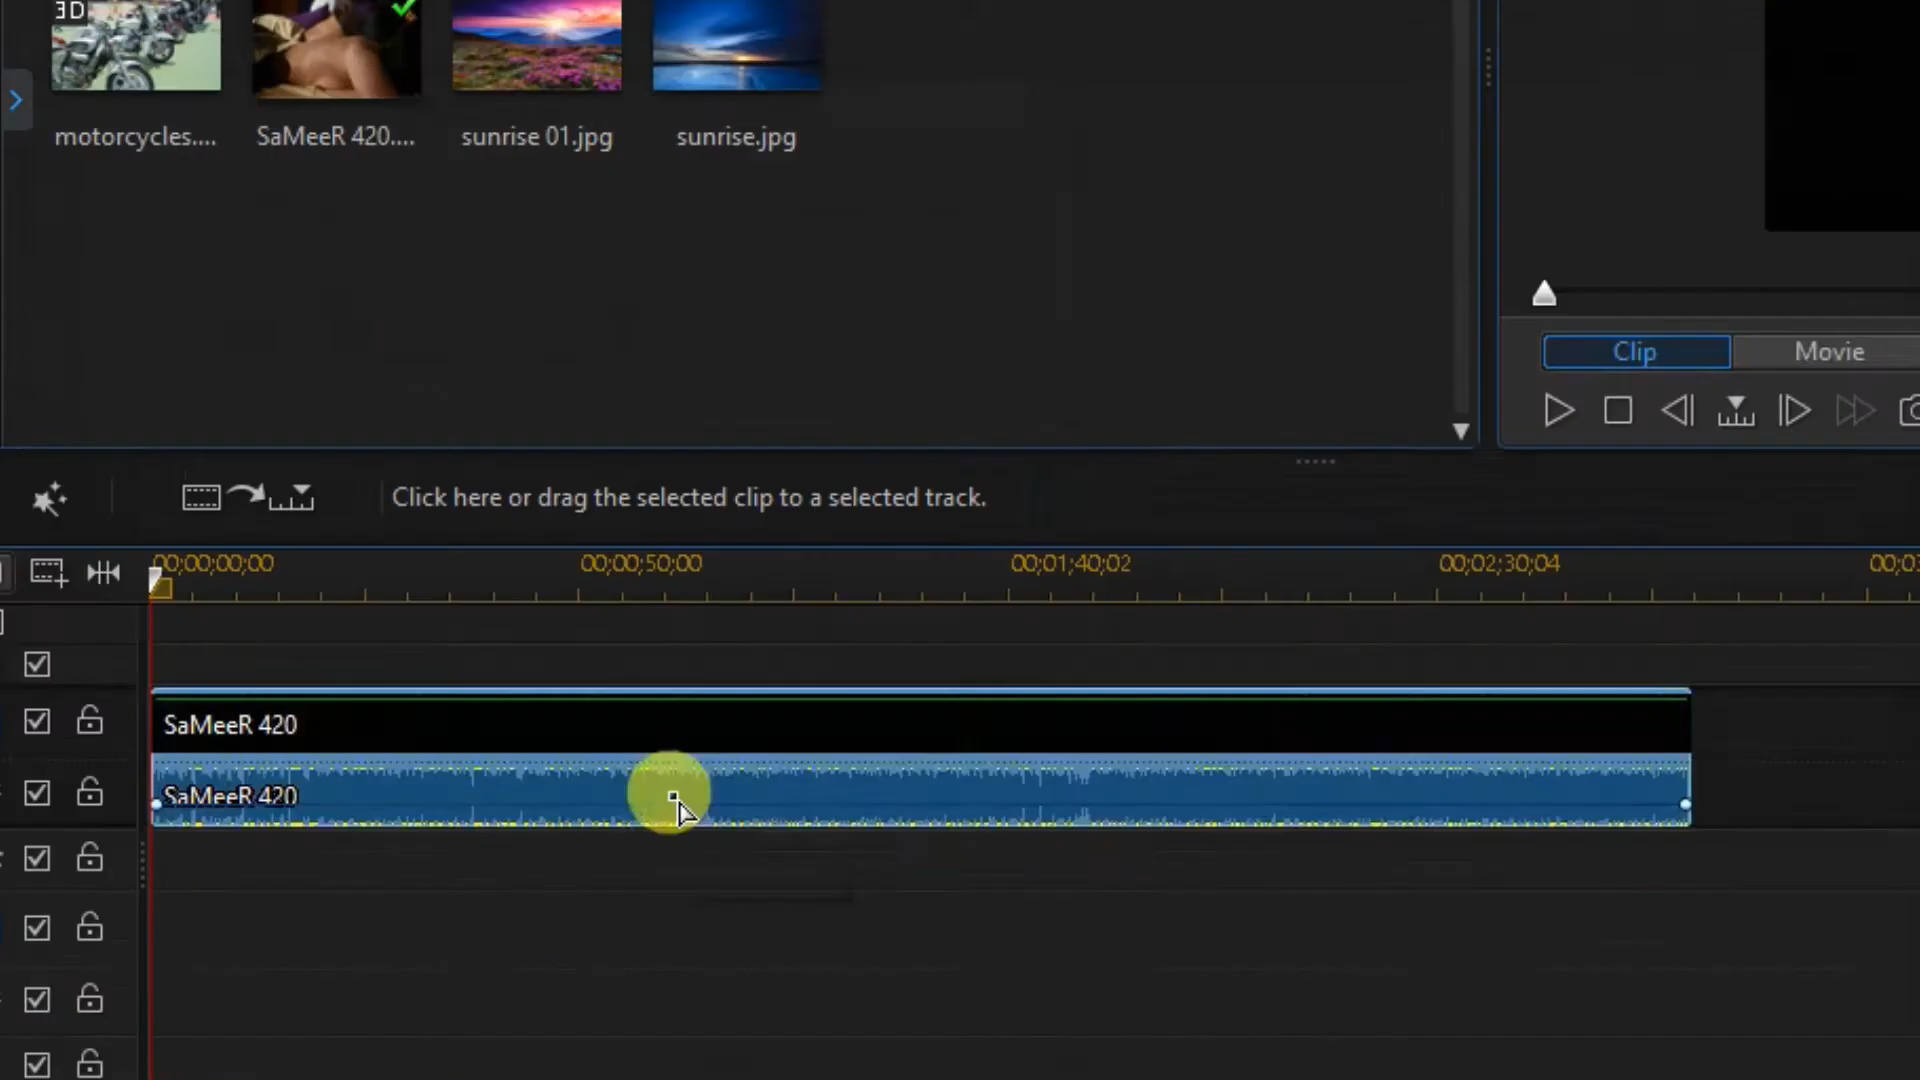 3D
motorcycles....
SaMeeR 420....
sunrise 01.jpg
sunrise.jpg
Clip
Movie
Click here or drag the selected clip to a selected track.
00;00;00;00
00;00;50;00
00;01;40;02
00;02;30;04
SaMeeR 420
SaMeeR 420